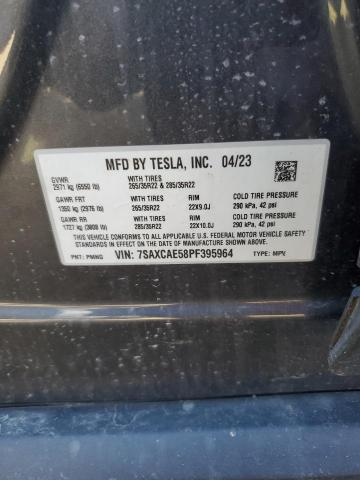 MFD BY TESLA, INC. 04/23
GVWR WITH TIRES
2971 kg (6550 lb) 265/35R22 & 285/35R22
GAWR FRT WITH TIRES RIM COLD TIRE PRESSURE
1350 kg (2976 lb) 265/35R22 22X9.0J 290 kPa, 42 psi
GAWR RR WITH TIRES RIM COLD TIRE PRESSURE
1727 kg (3808 lb) 285/35R22 22X10.0J 290 kPa, 42 psi
THIS VEHICLE CONFORMS TO ALL APPLICABLE U.S. FEDERAL MOTOR VEHICLE SAFETY
STANDARDS IN EFFECT ON THE DATE OF MANUFACTURE SHOWN ABOVE.
PNT: PMNG VIN: 7SAXCAE58PF395964 TYPE: MPV